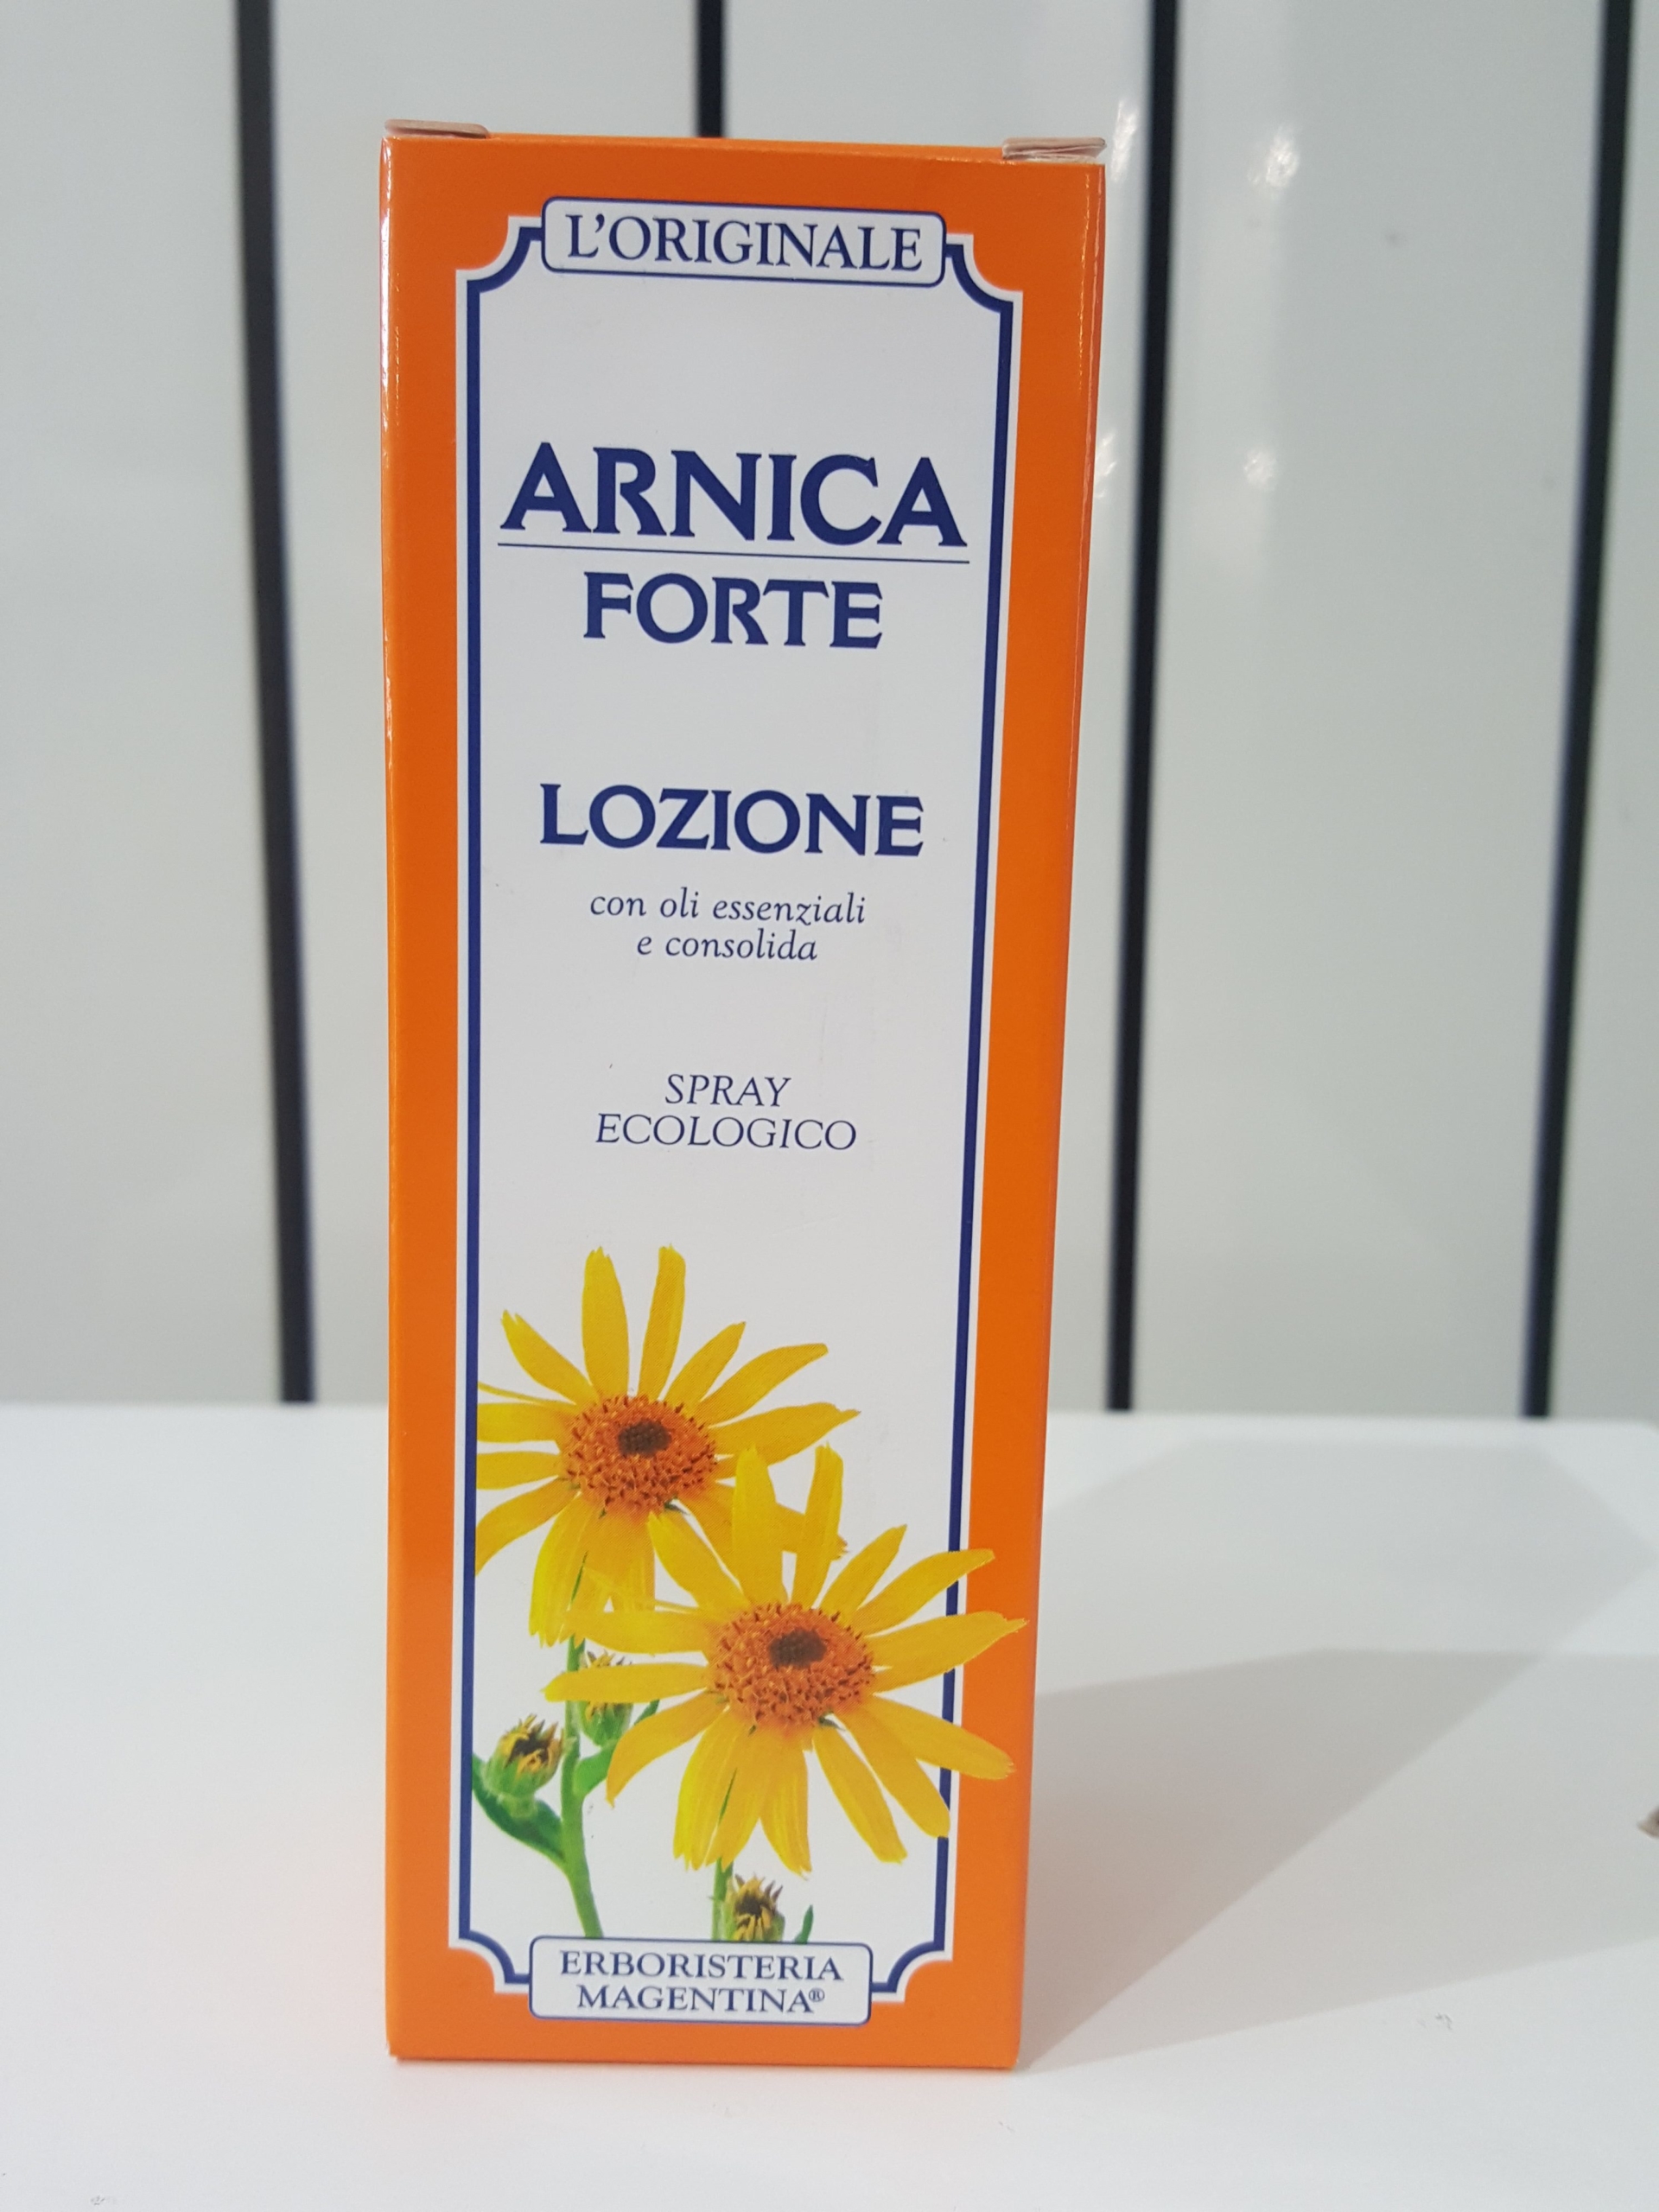 L'ORIGINALE
ARNICA
FORTE
LOZIONE
con oli essenziali
e consolida
SPRAY
ECOLOGICO
ERBORISTERIA
MAGENTINA®